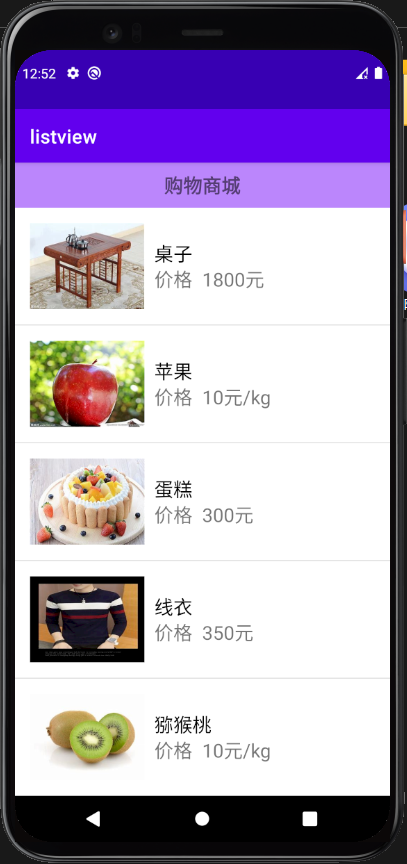 12:52
listview
购物商城
桌子
价格 1800元
苹果
价格 10元/kg
蛋糕
价格 300元
线衣
价格 350元
猕猴桃
价格 10元/kg